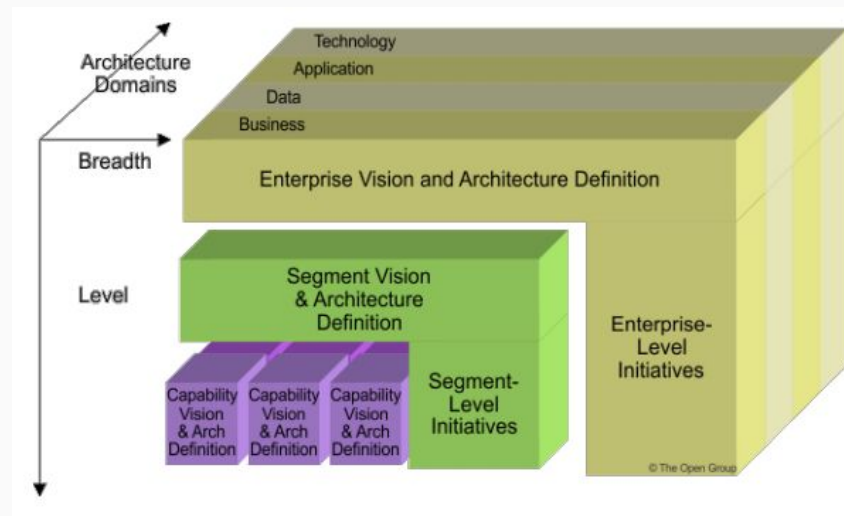 Architecture
Domains
Technology
Application
Data
Business
Breadth
Enterprise Vision and Architecture Definition
Level
Segment Vision
& Architecture
Definition
Enterprise-
Level
Initiatives
Capability
Vision
& Arch
Definition
Capability
Vision
& Arch
Definition
Capability
Vision
& Arch
Definition
Segment-
Level
Initiatives
© The Open Group